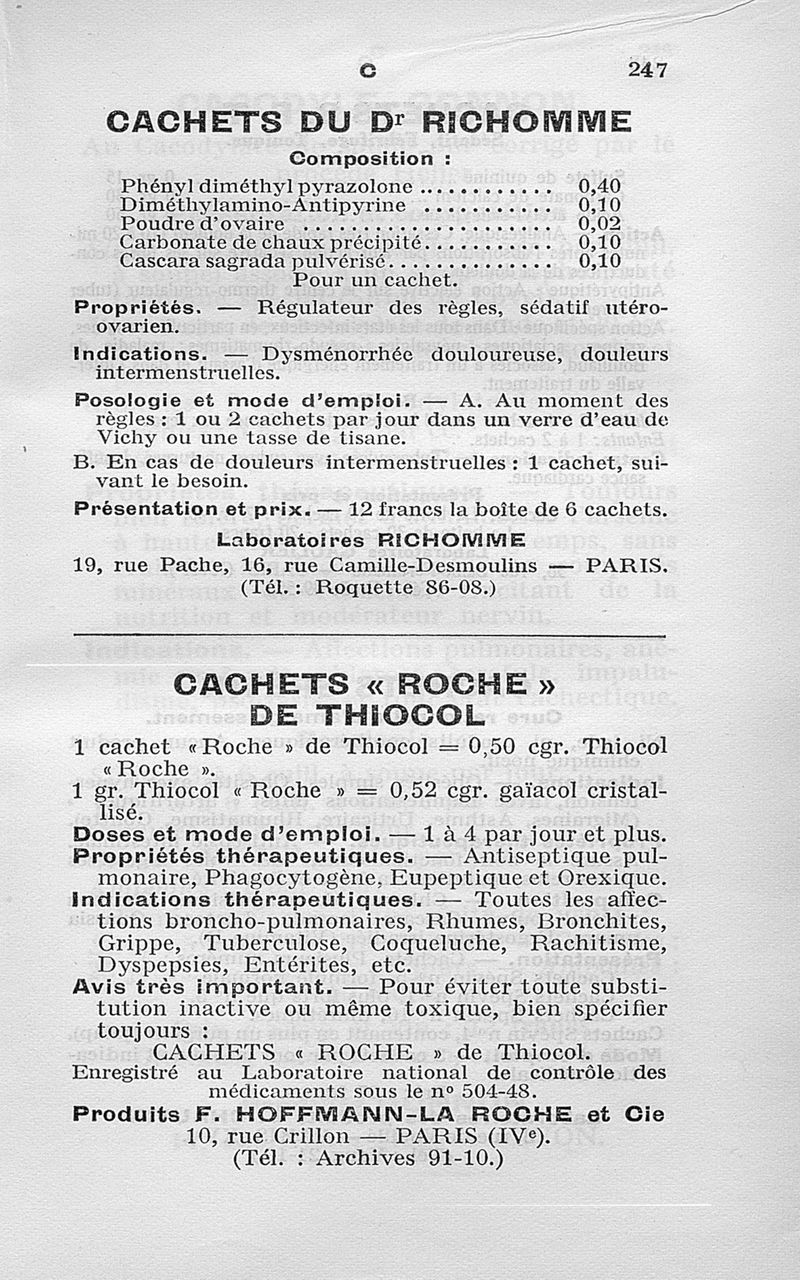 C 247
CACHETS DU Dr RICHOMME
Composition :
Phényl diméthyl pyrazolone ............ 0,40
Diméthylamino-Antipyrine ............ 0,10
Poudre d'ovaire ....................... 0,02
Carbonate de chaux précipité............ 0,10
Cascara sagrada pulvérisé............... 0,10
Pour un cachet.
Propriétés. — Régulateur des règles, sédatif utéro-
ovarien.
Indications. — Dysménorrhée douloureuse, douleurs
intermenstruelles.
Posologie et mode d'emploi. — A. Au moment des
règles : 1 ou 2 cachets par jour dans un verre d'eau de
Vichy ou une tasse de tisane.
B. En cas de douleurs intermenstruelles : 1 cachet, sui-
vant le besoin.
Présentation et prix. — 12 francs la boîte de 6 cachets.
Laboratoires RICHOMME
19, rue Pache, 16, rue Camille-Desmoulins — PARIS.
(Tél. : Roquette 86-08.)
CACHETS « ROCHE »
DE THIOCOL
1 cachet « Roche » de Thiocol = 0,50 cgr. Thiocol
« Roche ».
1 gr. Thiocol « Roche » = 0,52 cgr. gaïacol cristal-
lisé.
Doses et mode d'emploi. — 1 à 4 par jour et plus.
Propriétés thérapeutiques. — Antiseptique pul-
monaire, Phagocytogène, Eupeptique et Orexique.
Indications thérapeutiques. — Toutes les affec-
tions broncho-pulmonaires, Rhumes, Bronchites,
Grippe, Tuberculose, Coqueluche, Rachitisme,
Dyspepsies, Entérites, etc.
Avis très important. — Pour éviter toute substi-
tution inactive ou même toxique, bien spécifier
toujours :
CACHETS « ROCHE » de Thiocol.
Enregistré au Laboratoire national de contrôle des
médicaments sous le nº 504-48.
Produits F. HOFFMANN-LA ROCHE et Cie
10, rue Crillon — PARIS (IVe).
(Tél. : Archives 91-10.)